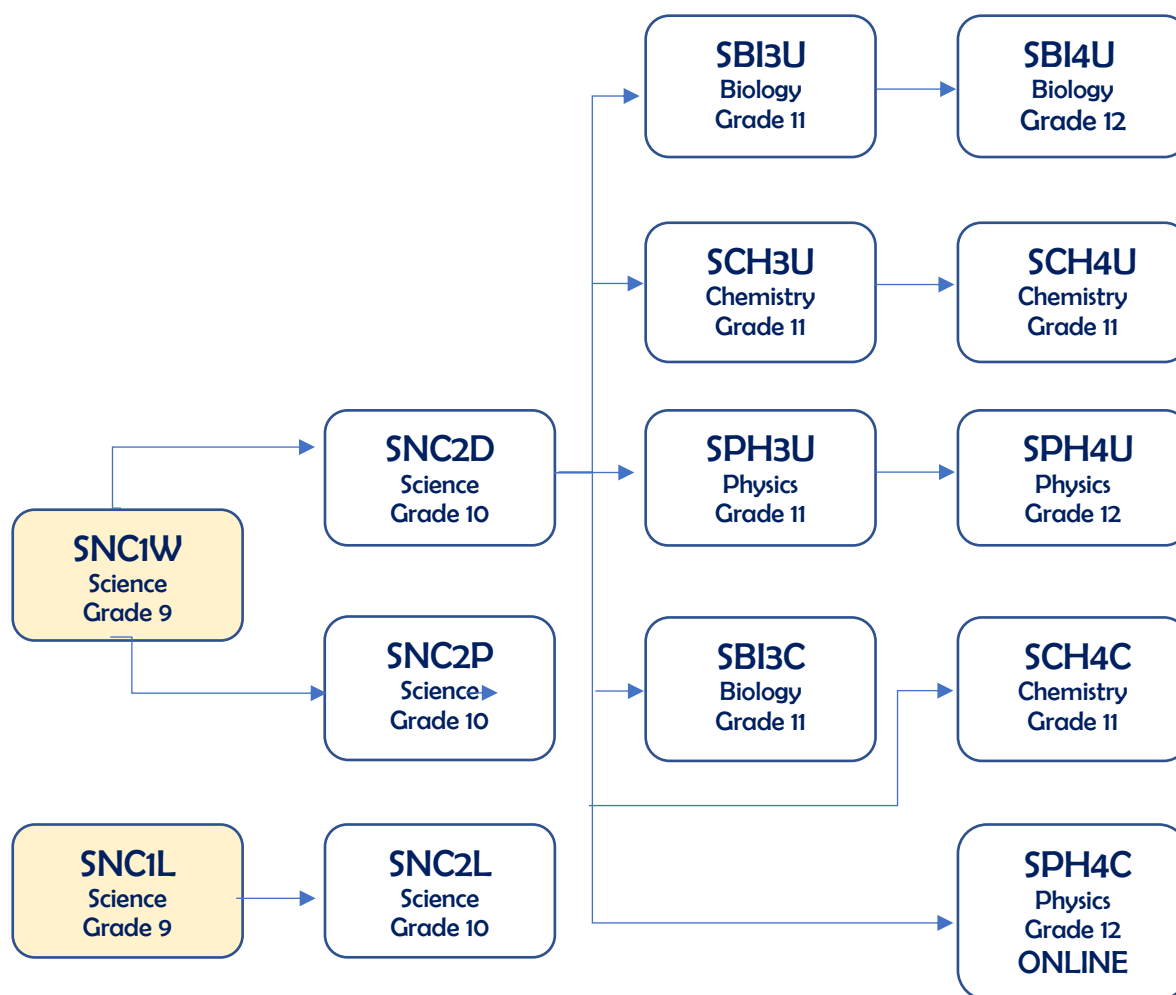 SBI3U
Biology
Grade 11
SBI4U
Biology
Grade 12
SCH3U
Chemistry
Grade 11
SCH4U
Chemistry
Grade 11
SNC2D
Science
Grade 10
SPH3U
Physics
Grade 11
SPH4U
Physics
Grade 12
SNC1W
Science
Grade 9
SNC2P
Science
Grade 10
SBI3C
Biology
Grade 11
SCH4C
Chemistry
Grade 11
SNC1L
Science
Grade 9
SNC2L
Science
Grade 10
SPH4C
Physics
Grade 12
ONLINE